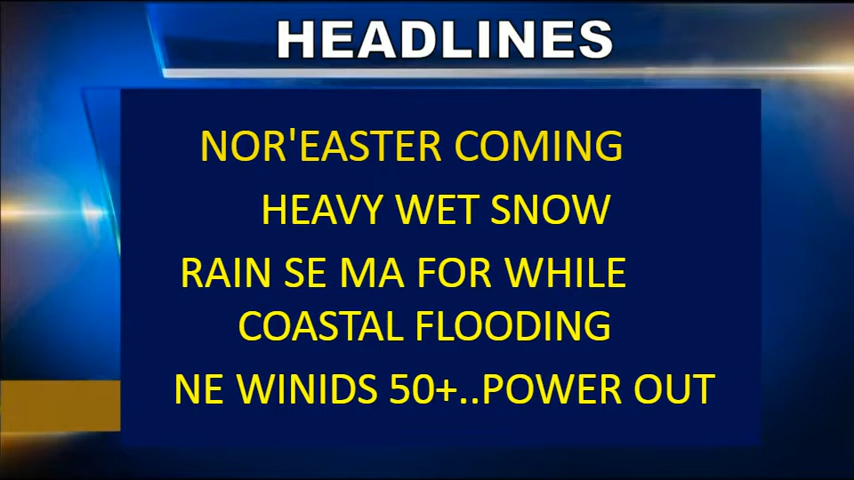 HEADLINES
NOR'EASTER COMING
HEAVY WET SNOW
RAIN SE MA FOR WHILE
COASTAL FLOODING
NE WINIDS 50+..POWER OUT